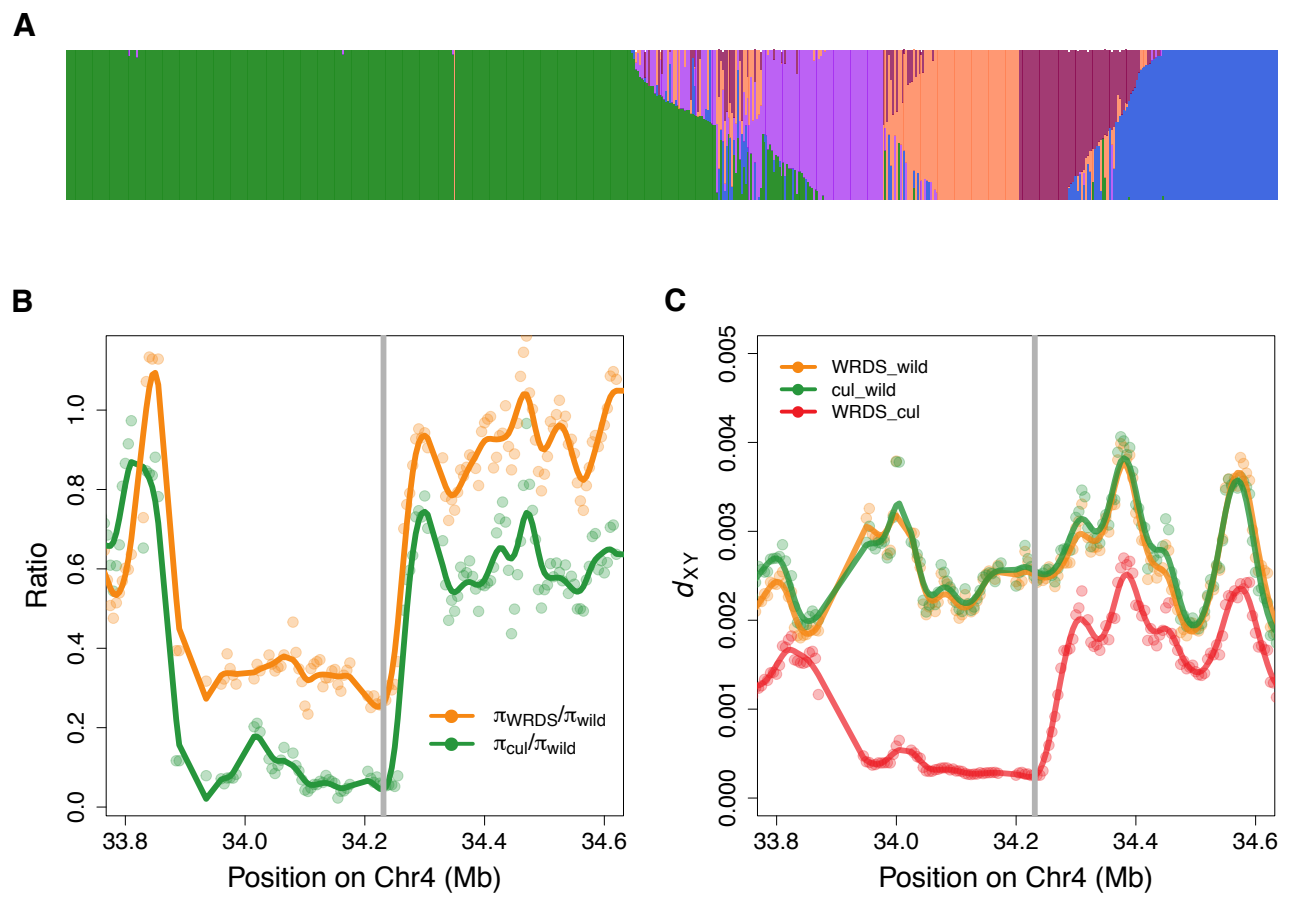 A
B
Ratio
0.0
0.2
0.4
0.6
0.8
1.0
πWRDS/πwild
πcul/πwild
33.8 34.0 34.2 34.4 34.6
Position on Chr4 (Mb)
C
dXY
0.000
0.001
0.002
0.003
0.004
0.005
WRDS_wild
cul_wild
WRDS_cul
33.8 34.0 34.2 34.4 34.6
Position on Chr4 (Mb)